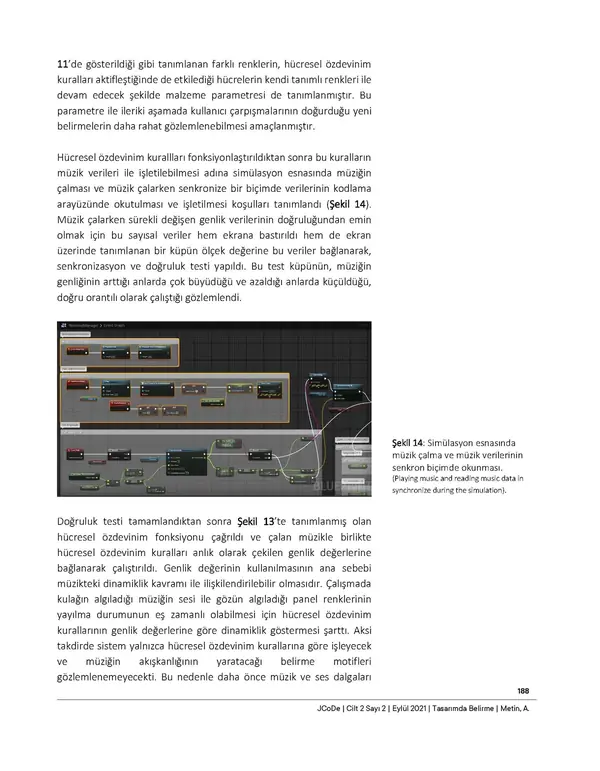 11'de gösterildiği gibi tanımlanan farklı renklerin, hücresel özdevinim
kuralları aktifleştiğinde de etkilediği hücrelerin kendi tanımlı renkleri ile
devam edecek şekilde malzeme parametresi de tanımlanmıştır. Bu
parametre ile ileriki aşamada kullanıcı çarpışmalarının doğurduğu yeni
belirmelerin daha rahat gözlemlenebilmesi amaçlanmıştır.
Hücresel özdevinim kurallları fonksiyonlaştırıldıktan sonra bu kuralların
müzik verileri ile işletilebilmesi adına simülasyon esnasında müziğin
çalması ve müzik çalarken senkronize bir biçimde verilerinin kodlama
arayüzünde okutulması ve işletilmesi koşulları tanımlandı (Şekil 14).
Müzik çalarken sürekli değişen genlik verilerinin doğruluğundan emin
olmak için bu sayısal veriler hem ekrana bastırıldı hem de ekran
üzerinde tanımlanan bir küpün ölçek değerine bu veriler bağlanarak,
senkronizasyon ve doğruluk testi yapıldı. Bu test küpünün, müziğin
genliğinin arttığı anlarda çok büyüdüğü ve azaldığı anlarda küçüldüğü,
doğru orantılı olarak çalıştığı gözlemlendi.
Şekil 14: Simülasyon esnasında
müzik çalma ve müzik verilerinin
senkron biçimde okunması.
(Playing music and reading music data in
synchronize during the simulation).
Doğruluk testi tamamlandıktan sonra Şekil 13'te tanımlanmış olan
hücresel özdevinim fonksiyonu çağrıldı ve çalan müzikle birlikte
hücresel özdevinim kuralları anlık olarak çekilen genlik değerlerine
bağlanarak çalıştırıldı. Genlik değerinin kullanılmasının ana sebebi
müzikteki dinamiklik kavramı ile ilişkilendirilebilir olmasıdır. Çalışmada
kulağın algıladığı müziğin sesi ile gözün algıladığı panel renklerinin
yayılma durumunun eş zamanlı olabilmesi için hücresel özdevinim
kurallarının genlik değerlerine göre dinamiklik göstermesi şarttı. Aksi
takdirde sistem yalnızca hücresel özdevinim kurallarına göre işleyecek
ve müziğin akışkanlığının yaratacağı belirme motifleri
gözlemlenemeyecekti. Bu nedenle daha önce müzik ve ses dalgaları
188
JCoDe | Cilt 2 Sayı 2 | Eylül 2021 | Tasarımda Belirme | Metin, A.